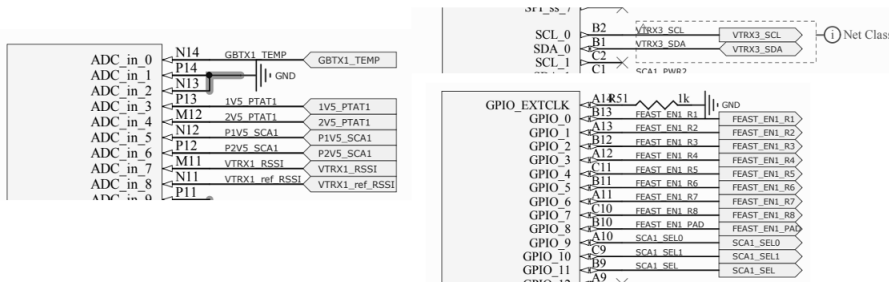 ADC_in_0 N14 GBTX1_TEMP GBTX1_TEMP
ADC_in_1 P14 GND
ADC_in_2 N13
ADC_in_3 P13 1V5_PTAT1 1V5_PTAT1
ADC_in_4 M12 2V5_PTAT1 2V5_PTAT1
ADC_in_5 N12 P1V5_SCA1 P1V5_SCA1
ADC_in_6 P12 P2V5_SCA1 P2V5_SCA1
ADC_in_7 M11 VTRX1_RSSI VTRX1_RSSI
ADC_in_8 N11 VTRX1_ref_RSSI VTRX1_ref_RSSI
ADC_in_9 P11
SPI_ss_7
SCL_0 B2 VTRX3_SCL VTRX3_SCL i Net Class
SDA_0 B1 VTRX3_SDA VTRX3_SDA
SCL_1 C2
SDA_1 C1 SCA1_PWR2
GPIO_EXTCLK A14 R51 1k GND
GPIO_0 B13 FEAST_EN1_R1 FEAST_EN1_R1
GPIO_1 A13 FEAST_EN1_R2 FEAST_EN1_R2
GPIO_2 B12 FEAST_EN1_R3 FEAST_EN1_R3
GPIO_3 A12 FEAST_EN1_R4 FEAST_EN1_R4
GPIO_4 C11 FEAST_EN1_R5 FEAST_EN1_R5
GPIO_5 B11 FEAST_EN1_R6 FEAST_EN1_R6
GPIO_6 A11 FEAST_EN1_R7 FEAST_EN1_R7
GPIO_7 C10 FEAST_EN1_R8 FEAST_EN1_R8
GPIO_8 B10 FEAST_EN1_PAD FEAST_EN1_PAD
GPIO_9 A10 SCA1_SEL0 SCA1_SEL0
GPIO_10 C9 SCA1_SEL1 SCA1_SEL1
GPIO_11 B9 SCA1_SEL SCA1_SEL
GPIO_12 A9